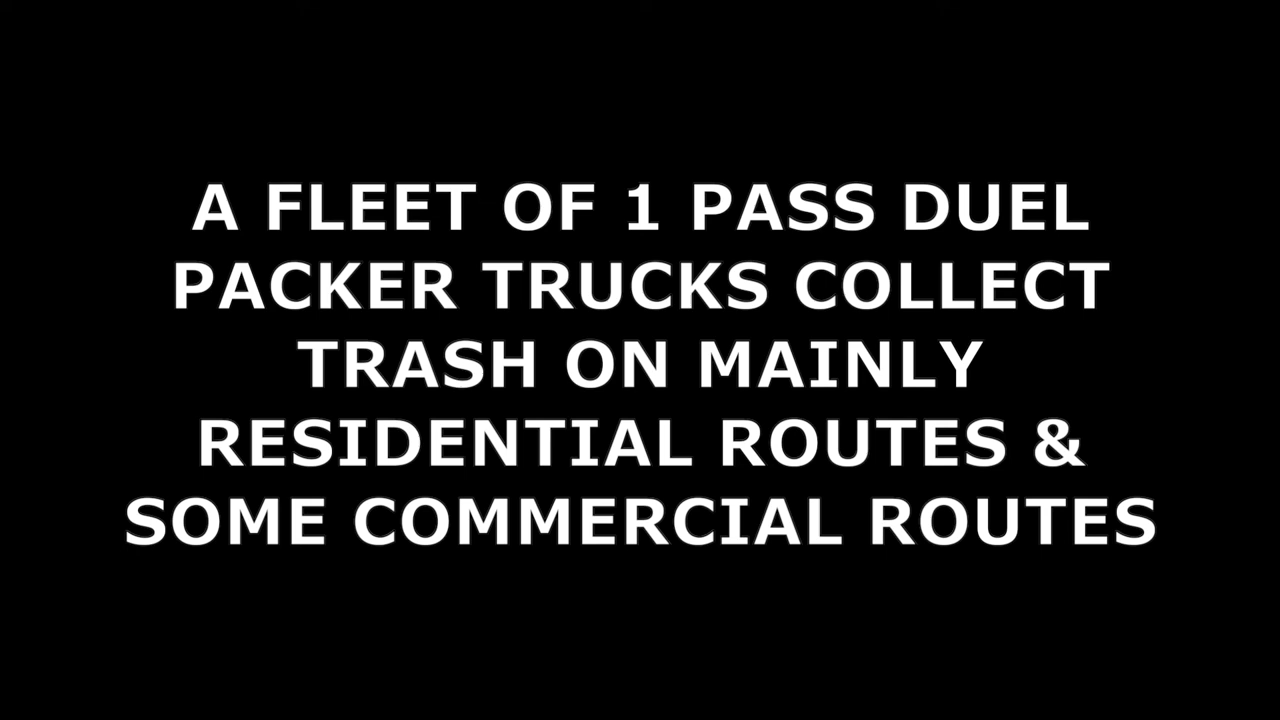 A FLEET OF 1 PASS DUEL
PACKER TRUCKS COLLECT
TRASH ON MAINLY
RESIDENTIAL ROUTES &
SOME COMMERCIAL ROUTES